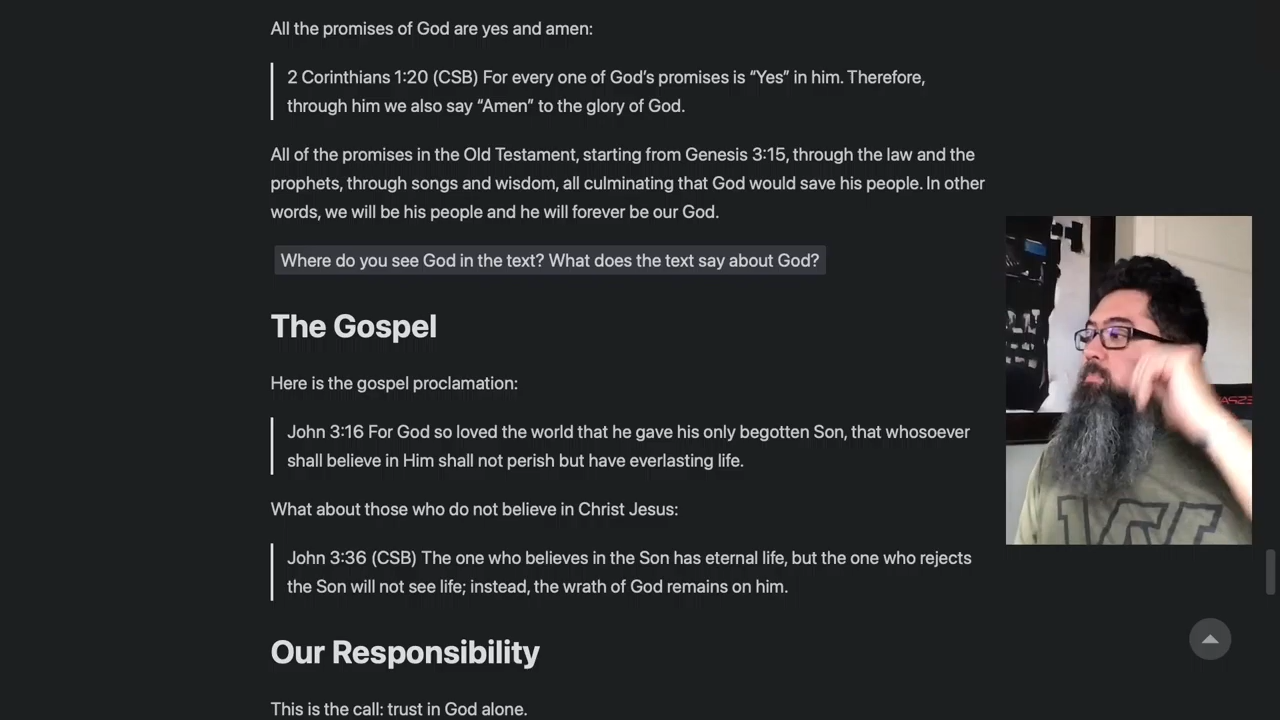 All the promises of God are yes and amen:
2 Corinthians 1:20 (CSB) For every one of God’s promises is “Yes” in him. Therefore,
through him we also say “Amen” to the glory of God.
All of the promises in the Old Testament, starting from Genesis 3:15, through the law and the
prophets, through songs and wisdom, all culminating that God would save his people. In other
words, we will be his people and he will forever be our God.
Where do you see God in the text? What does the text say about God?
The Gospel
Here is the gospel proclamation:
John 3:16 For God so loved the world that he gave his only begotten Son, that whosoever
shall believe in Him shall not perish but have everlasting life.
What about those who do not believe in Christ Jesus:
John 3:36 (CSB) The one who believes in the Son has eternal life, but the one who rejects
the Son will not see life; instead, the wrath of God remains on him.
Our Responsibility
This is the call: trust in God alone.